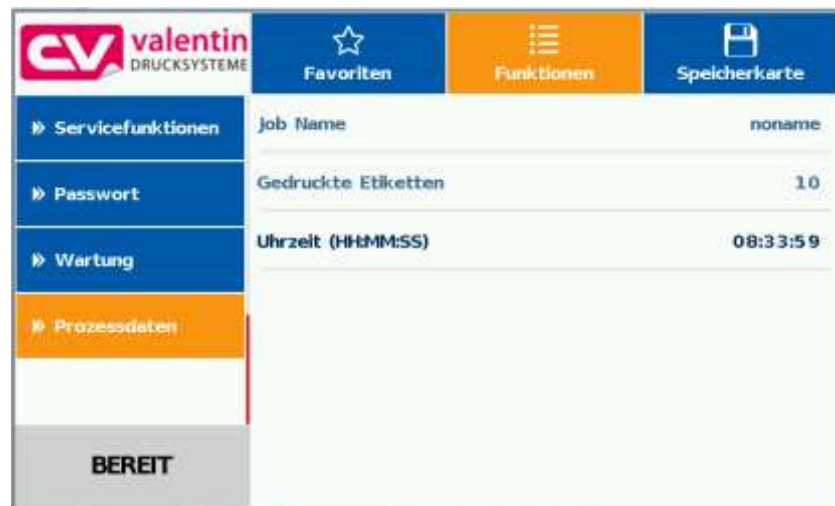 CV valentin
DRUCKSYSTEME
Favoriten
Funktionen
Speicherkarte
Servicefunktionen
Passwort
Wartung
Prozessdaten
BEREIT
Job Name noname
Gedruckte Etiketten 10
Uhrzeit (HH:MM:SS) 08:33:59